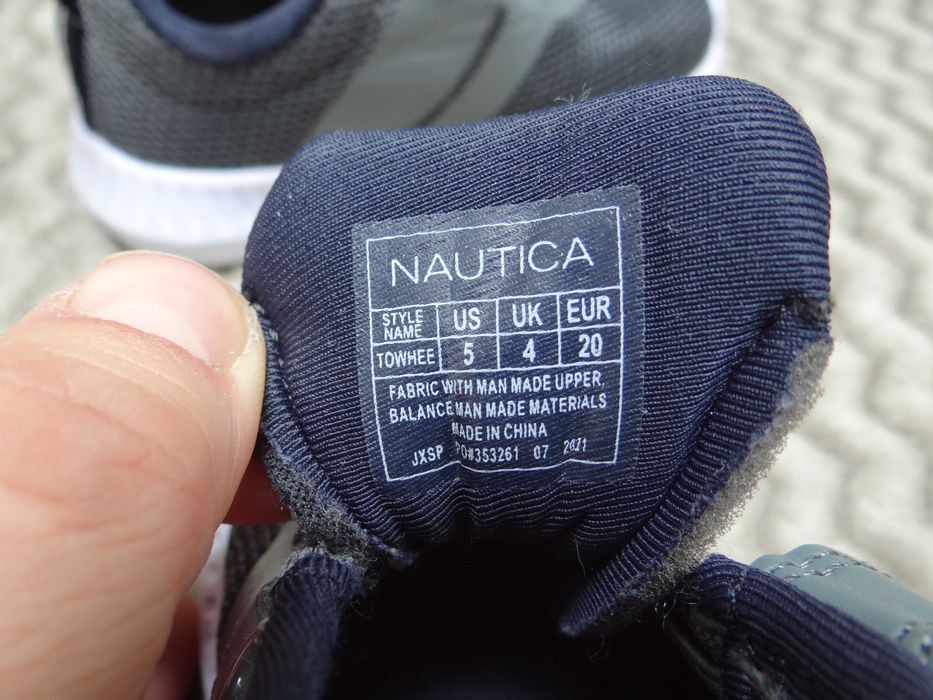 NAUTICA
STYLE NAME US UK EUR
TOWHEE 5 4 20
FABRIC WITH MAN MADE UPPER.
BALANCE MAN MADE MATERIALS
MADE IN CHINA
JXSP PO#353261 07 2021